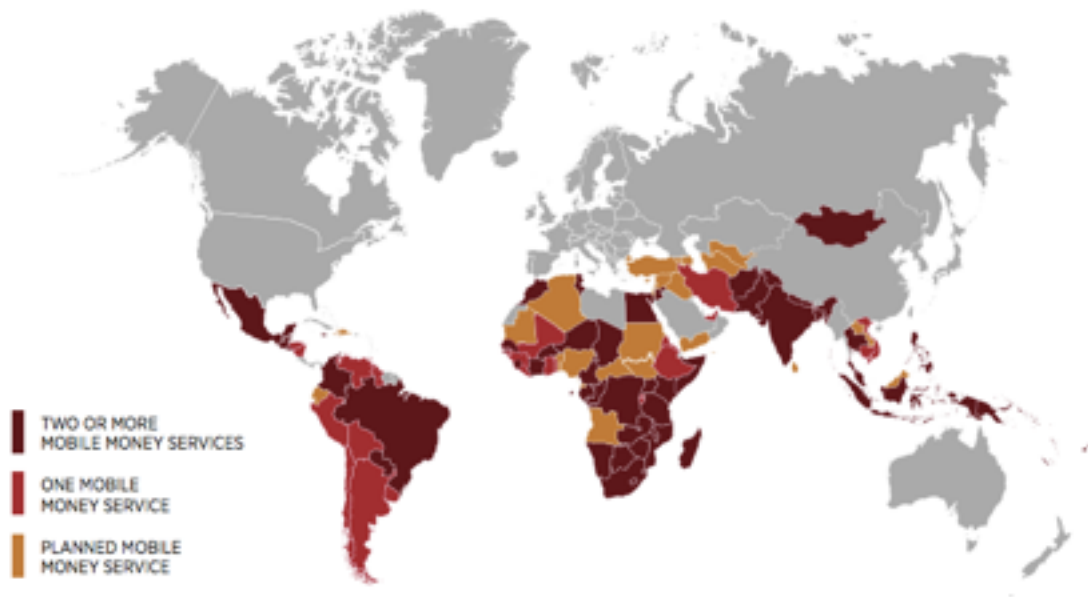 TWO OR MORE
MOBILE MONEY SERVICES
ONE MOBILE
MONEY SERVICE
PLANNED MOBILE
MONEY SERVICE